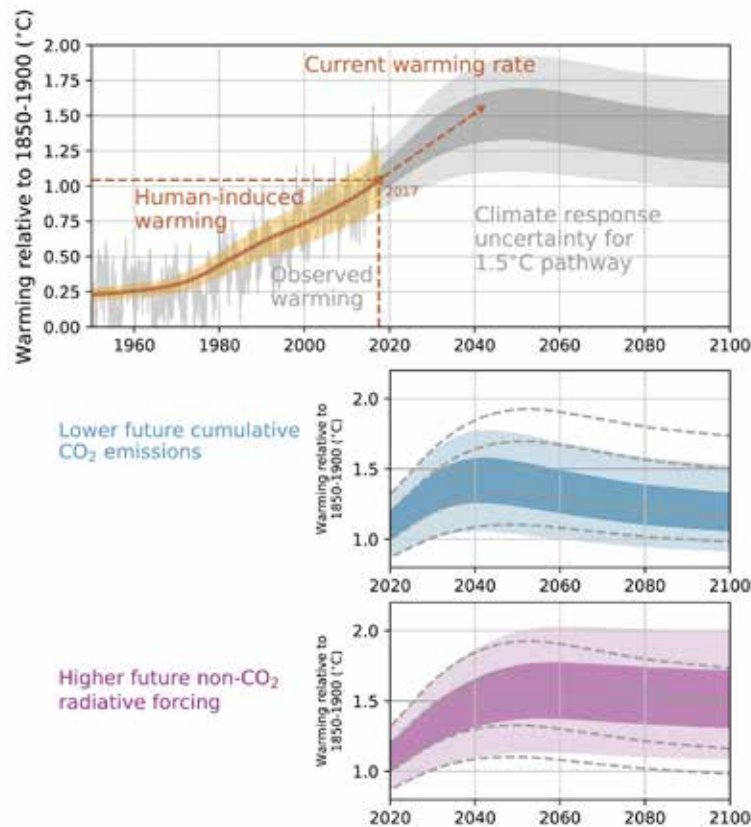 Warming relative to 1850-1900 (°C)
2.00
1.75
1.50
1.25
1.00
0.75
0.50
0.25
0.00
Current warming rate
2017
Human-induced
warming
Observed
warming
Climate response
uncertainty for
1.5°C pathway
1960 1980 2000 2020 2040 2060 2080 2100
Lower future cumulative
CO₂ emissions
Warming relative to
1850-1900 (°C)
2.0
1.5
1.0
2020 2040 2060 2080 2100
Higher future non-CO₂
radiative forcing
Warming relative to
1850-1900 (°C)
2.0
1.5
1.0
2020 2040 2060 2080 2100